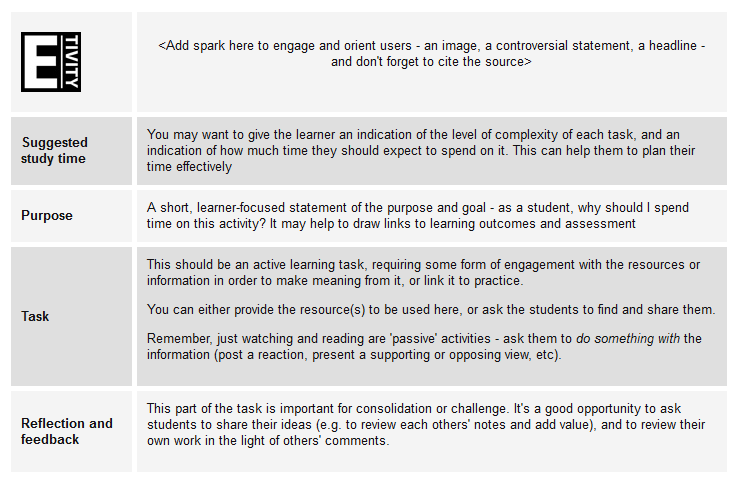 E
TIVITY
<Add spark here to engage and orient users - an image, a controversial statement, a headline -
and don't forget to cite the source>
Suggested
study time
You may want to give the learner an indication of the level of complexity of each task, and an
indication of how much time they should expect to spend on it. This can help them to plan their
time effectively
Purpose
A short, learner-focused statement of the purpose and goal - as a student, why should I spend
time on this activity? It may help to draw links to learning outcomes and assessment
Task
This should be an active learning task, requiring some form of engagement with the resources or
information in order to make meaning from it, or link it to practice.
You can either provide the resource(s) to be used here, or ask the students to find and share them.
Remember, just watching and reading are 'passive' activities - ask them to do something with the
information (post a reaction, present a supporting or opposing view, etc).
Reflection and
feedback
This part of the task is important for consolidation or challenge. It's a good opportunity to ask
students to share their ideas (e.g. to review each others' notes and add value), and to review their
own work in the light of others' comments.